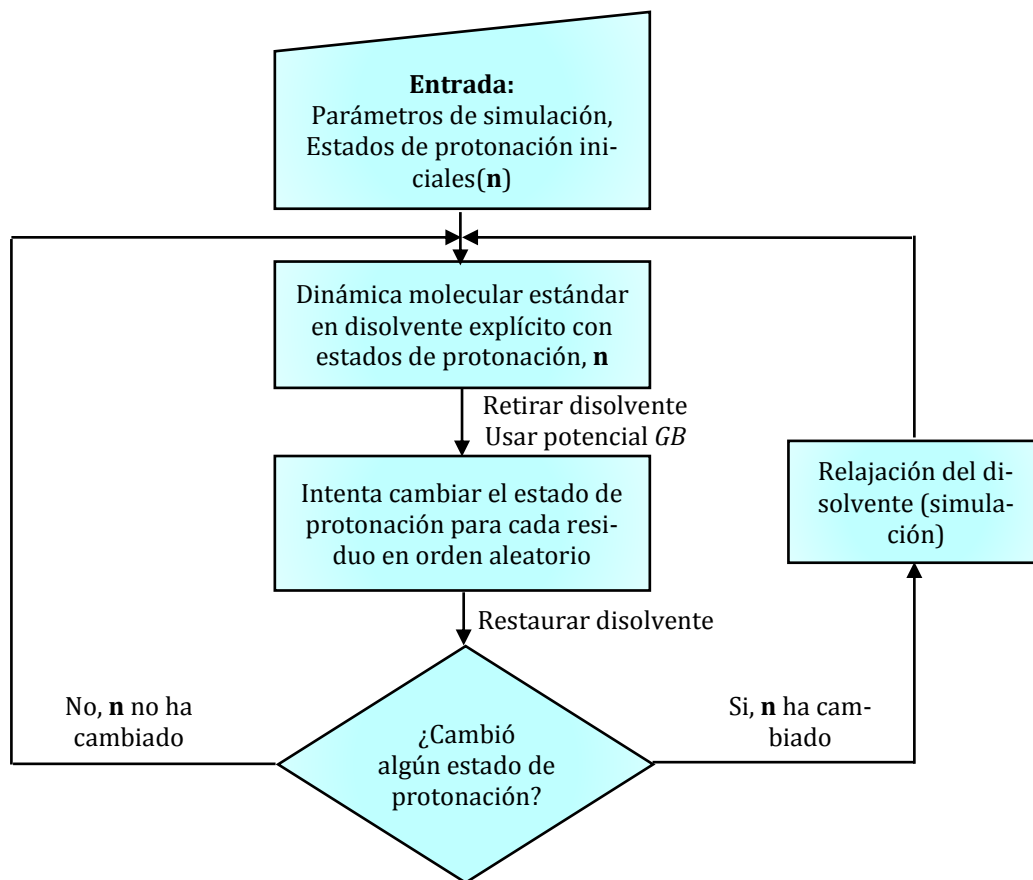 Entrada:
Parámetros de simulación,
Estados de protonación ini-
ciales(n)
Dinámica molecular estándar
en disolvente explícito con
estados de protonación, n
Retirar disolvente
Usar potencial GB
Intenta cambiar el estado de
protonación para cada resi-
duo en orden aleatorio
Relajación del di-
solvente (simula-
ción)
Restaurar disolvente
No, n no ha
cambiado
¿Cambió
algún estado de
protonación?
Si, n ha cam-
biado